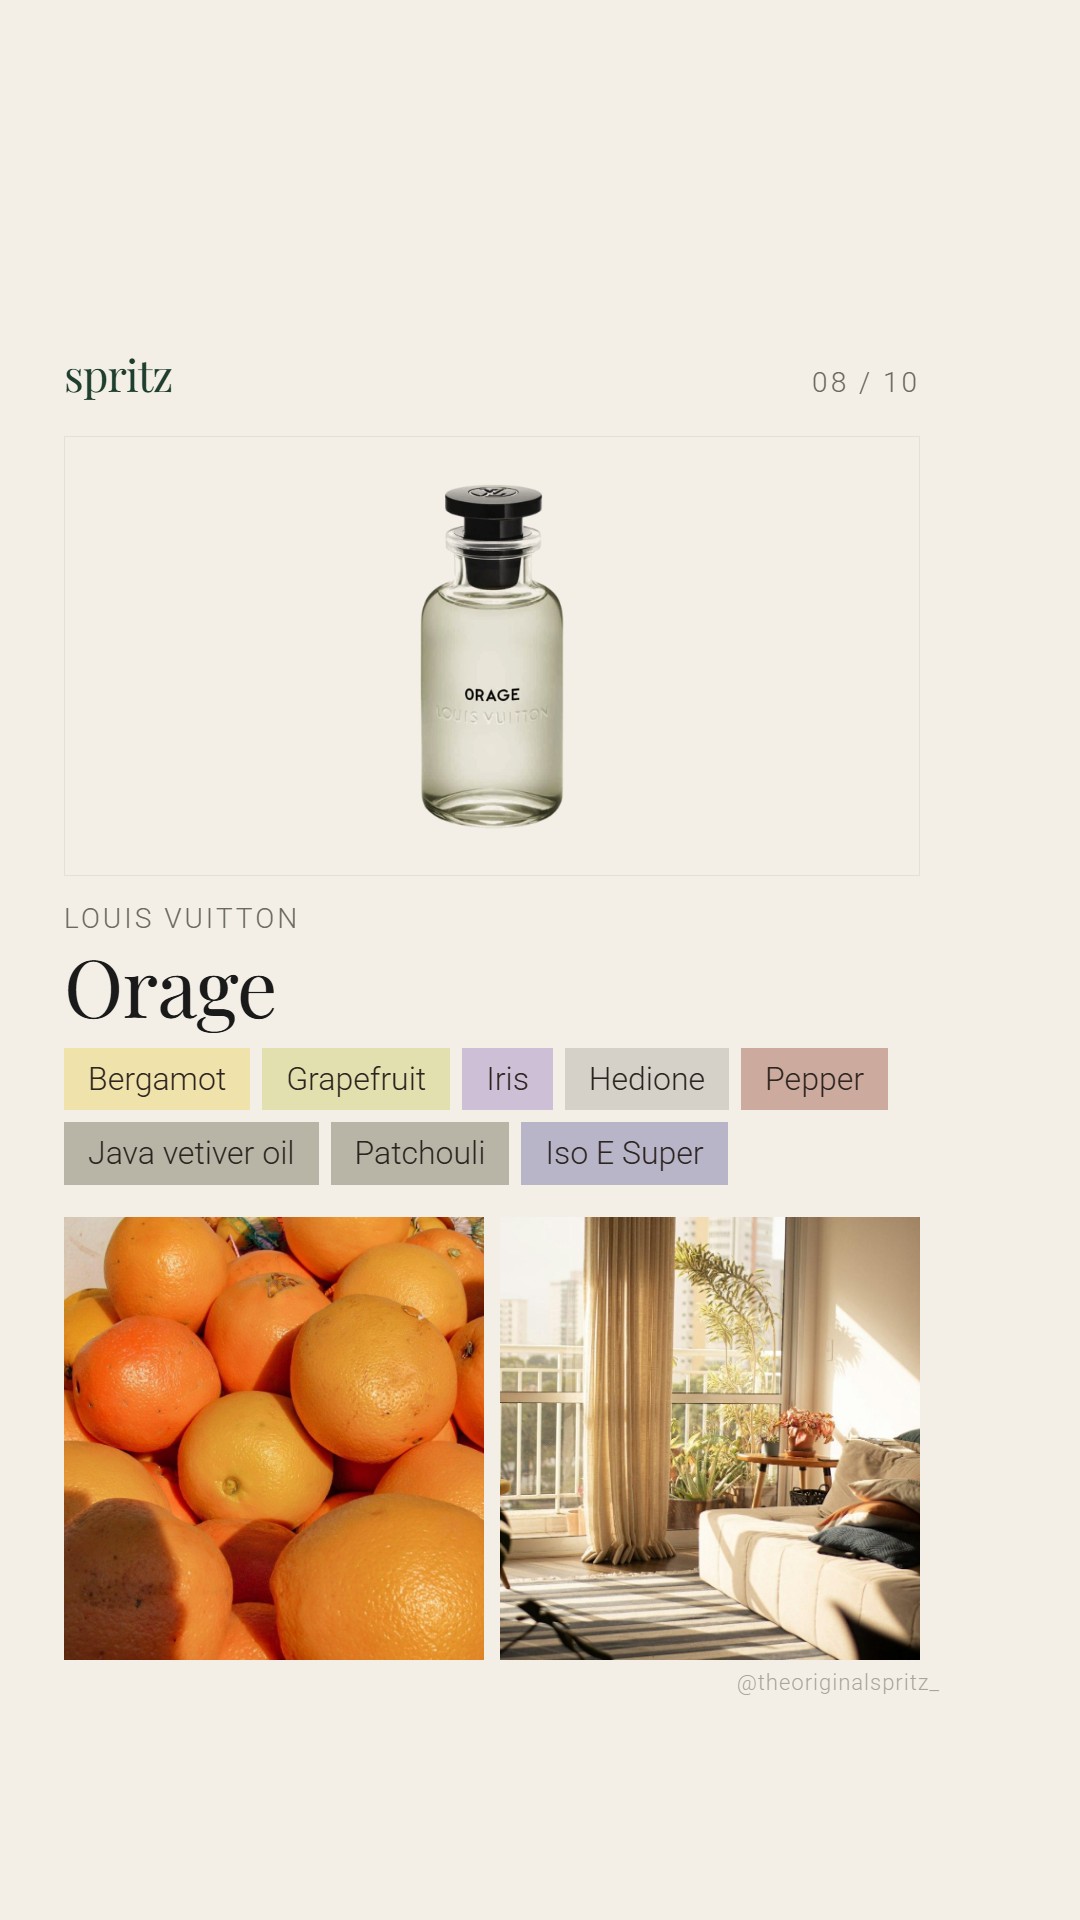 spritz
08 / 10
ORAGE
LOUIS VUITTON
LOUIS VUITTON
Orage
Bergamot Grapefruit Iris Hedione Pepper
Java vetiver oil Patchouli Iso E Super
@theoriginalspritz_